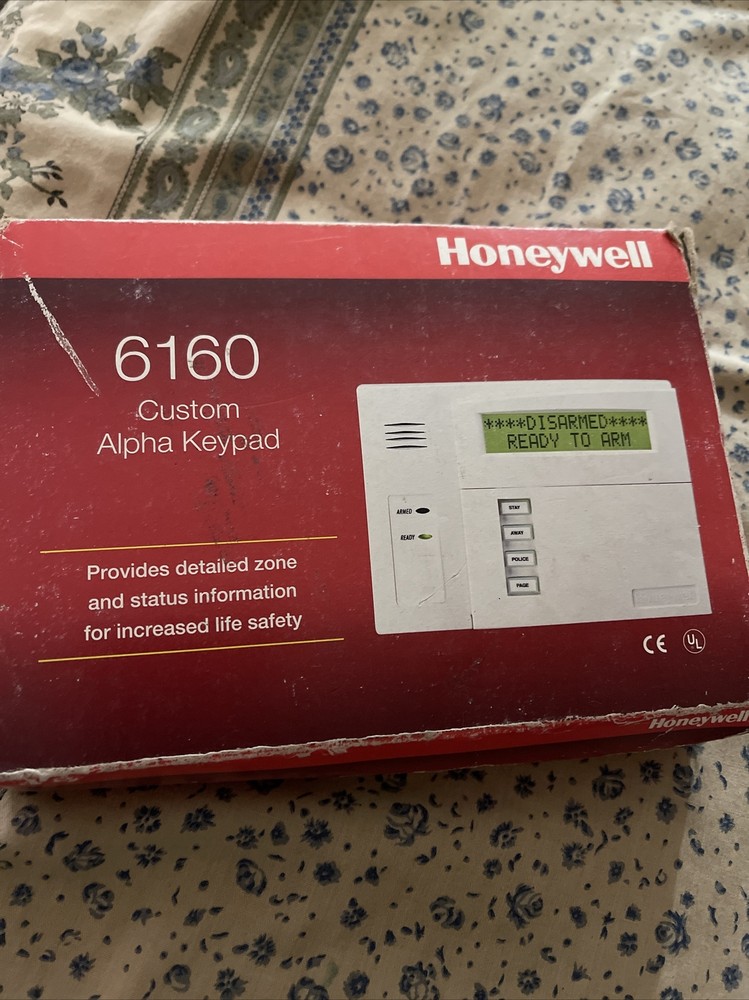 Honeywell
6160
Custom
Alpha Keypad
Provides detailed zone
and status information
for increased life safety
****DISARMED****
READY TO ARM
ARMED
READY
STAY
AWAY
POLICE
PAGE
CE
UL
Honeywell